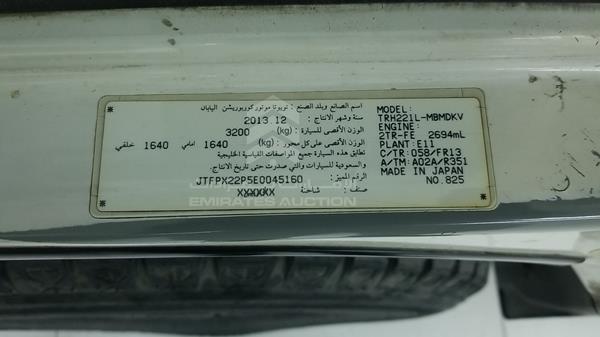 اسم الصانع وبلد الصنع : تويوتا موتور كوربوريشن اليابان
سنة وشهر الانتاج : 2013.12
الوزن الأقصى للسيارة : (kg) 3200
الوزن الأقصى على كل محور : (kg) 1640 امامي 1640 خلفي
تطابق هذه السيارة جميع المواصفات القياسية الخليجية
والسعودية للسيارات والتي صدرت حتى تاريخ الانتاج.
الرقم المميز : JTFPX22P5E0045160
صنف : شاحنة XXXXXX
MODEL:
TRH221L-MBMDKV
ENGINE:
2TR-FE 2694mL
PLANT: E11
C/TR: 058/FR13
A/TM: A02A/R351
MADE IN JAPAN
NO.825
EMIRATES AUCTION